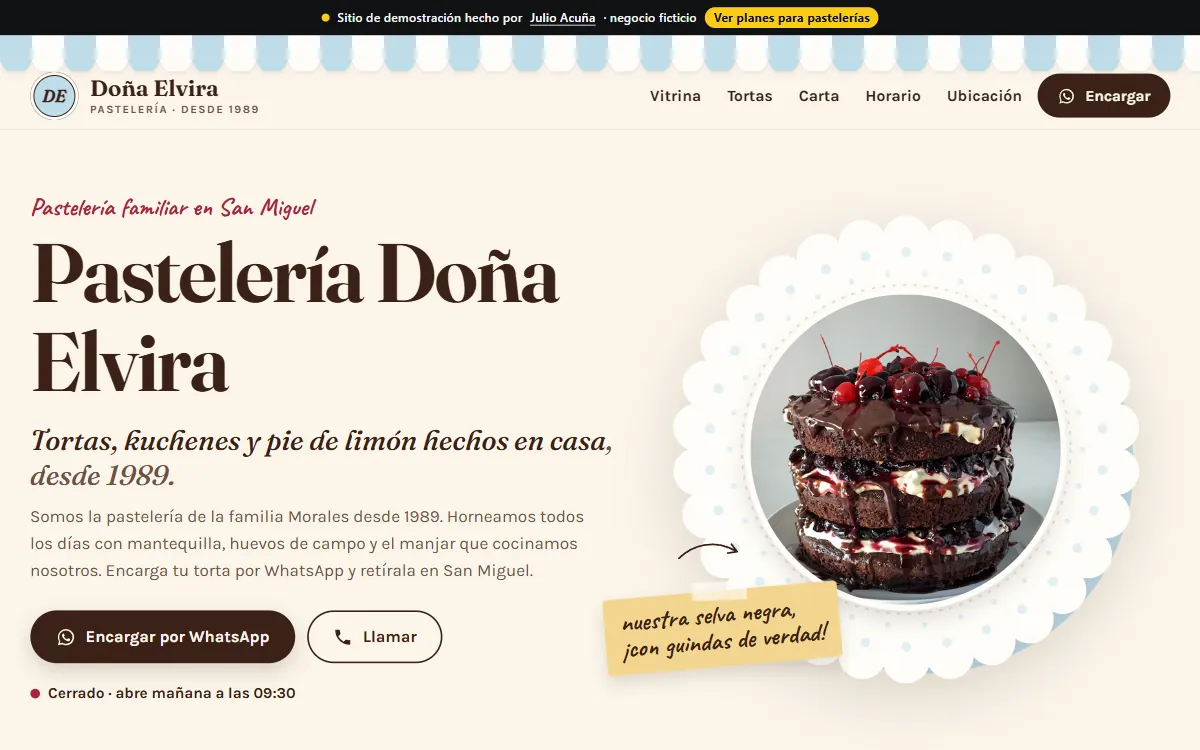 Sitio de demostración hecho por Julio Acuña · negocio ficticio Ver planes para pastelerías
DE
Doña Elvira
PASTELERÍA · DESDE 1989
Vitrina Tortas Carta Horario Ubicación Encargar
Pastelería familiar en San Miguel
Pastelería Doña
Elvira
Tortas, kuchenes y pie de limón hechos en casa,
desde 1989.
Somos la pastelería de la familia Morales desde 1989. Horneamos todos
los días con mantequilla, huevos de campo y el manjar que cocinamos
nosotros. Encarga tu torta por WhatsApp y retírala en San Miguel.
Encargar por WhatsApp Llamar
Cerrado · abre mañana a las 09:30
nuestra selva negra,
¡con guindas de verdad!